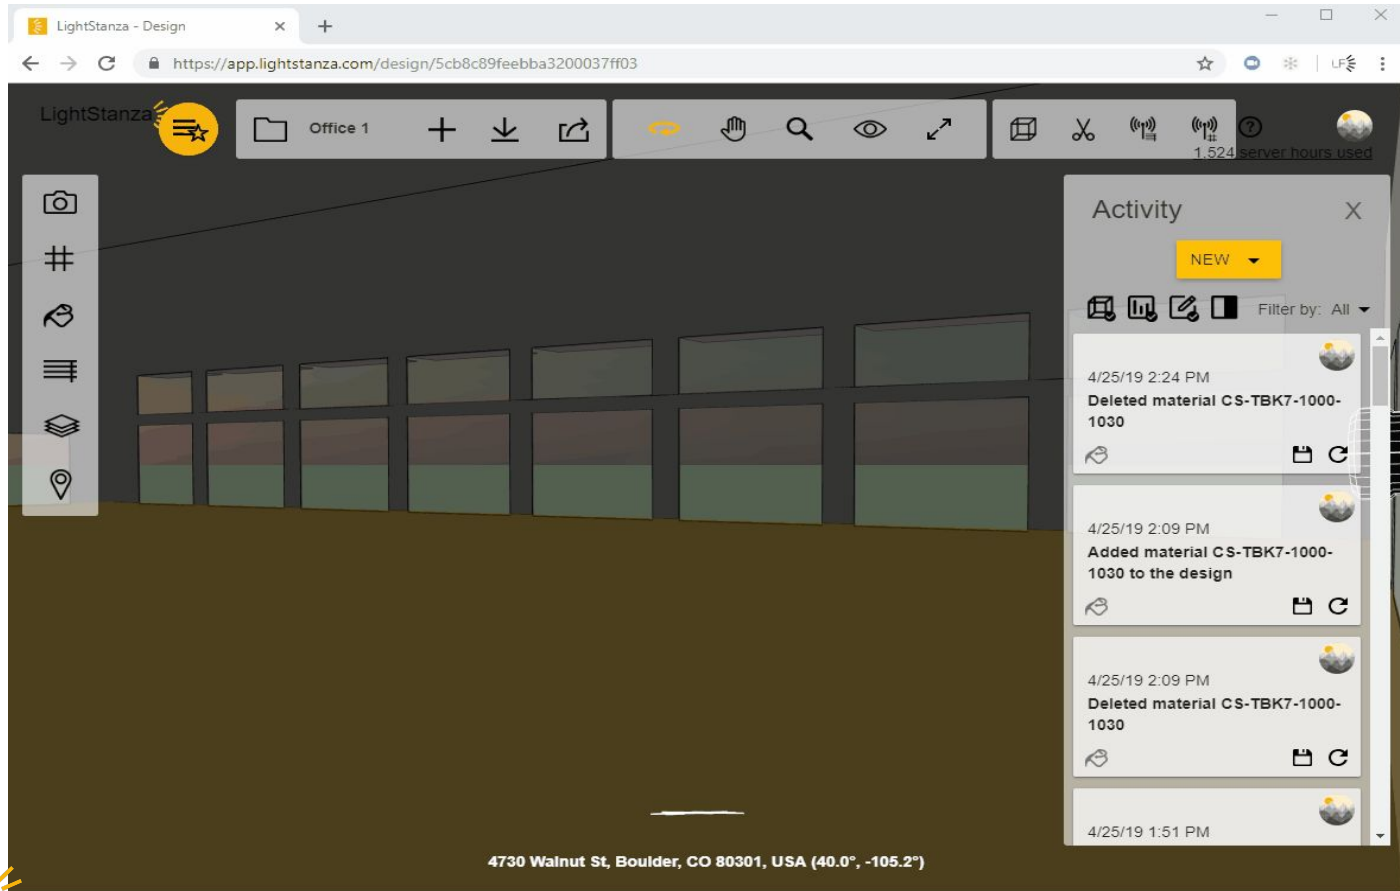 LightStanza - Design
https://app.lightstanza.com/design/5cb8c89feebba3200037ff03
LightStanza
Office 1
1,524 server hours used
Activity
X
NEW
Filter by: All
4/25/19 2:24 PM
Deleted material CS-TBK7-1000-
1030
4/25/19 2:09 PM
Added material CS-TBK7-1000-
1030 to the design
4/25/19 2:09 PM
Deleted material CS-TBK7-1000-
1030
4/25/19 1:51 PM
4730 Walnut St, Boulder, CO 80301, USA (40.0°, -105.2°)